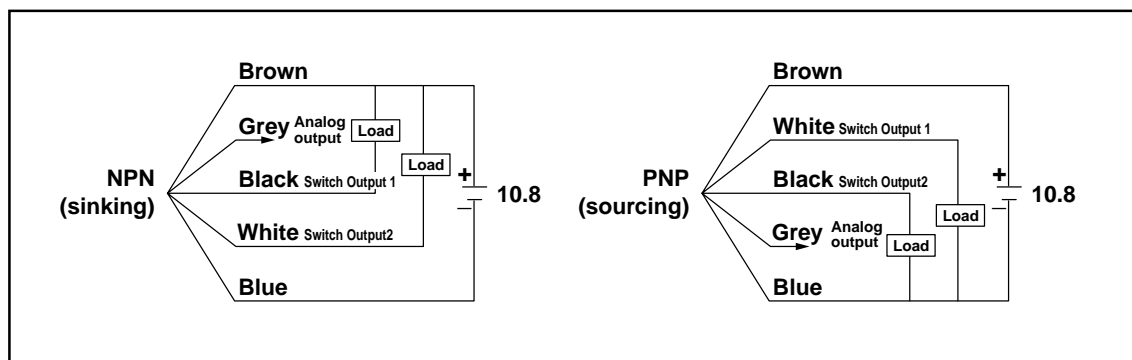 Brown
Grey Analog output
Load
Load
NPN (sinking)
Black Switch Output 1
+
10.8
–
White Switch Output2
Blue
Brown
White Switch Output 1
PNP (sourcing)
Black Switch Output2
+
10.8
–
Load
Grey Analog output
Load
Blue